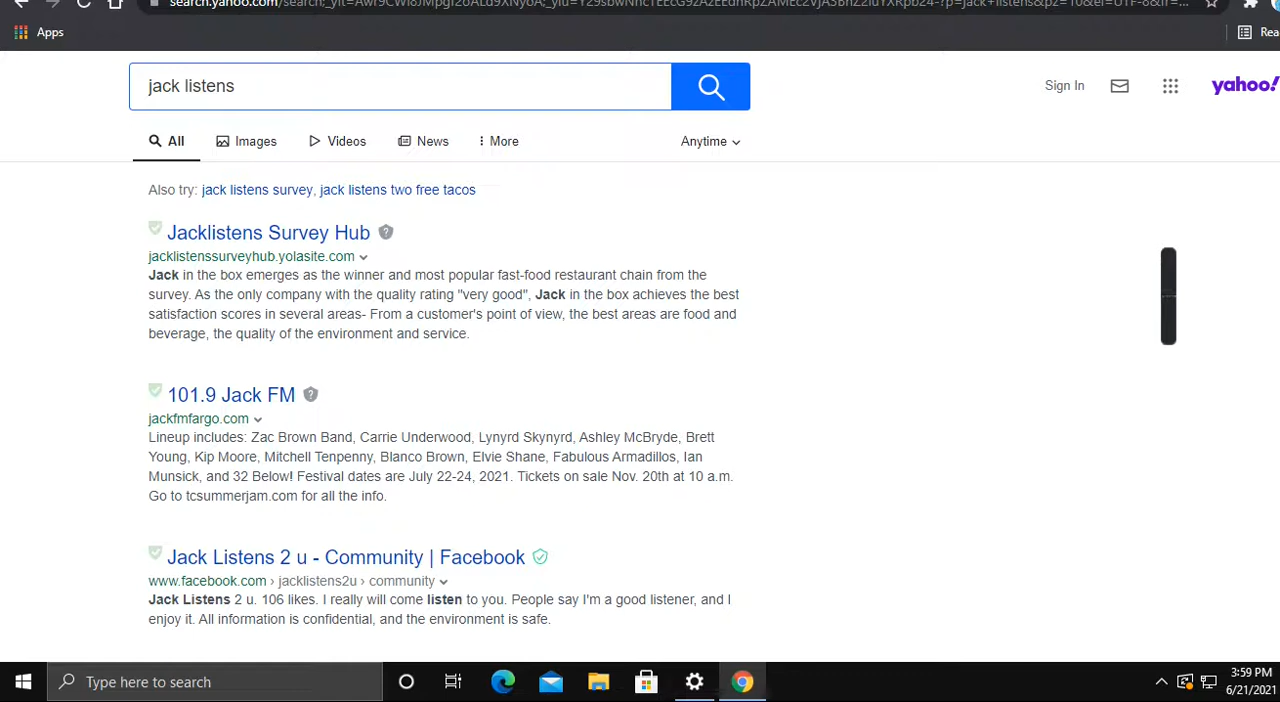 Apps
Rea
jack listens
Sign In
yahoo!
All
Images
Videos
News
More
Anytime
Also try: jack listens survey, jack listens two free tacos
Jacklistens Survey Hub
jacklistenssurveyhub.yolasite.com
Jack in the box emerges as the winner and most popular fast-food restaurant chain from the
survey. As the only company with the quality rating "very good", Jack in the box achieves the best
satisfaction scores in several areas- From a customer's point of view, the best areas are food and
beverage, the quality of the environment and service.
101.9 Jack FM
jackfmfargo.com
Lineup includes: Zac Brown Band, Carrie Underwood, Lynyrd Skynyrd, Ashley McBryde, Brett
Young, Kip Moore, Mitchell Tenpenny, Blanco Brown, Elvie Shane, Fabulous Armadillos, Ian
Munsick, and 32 Below! Festival dates are July 22-24, 2021. Tickets on sale Nov. 20th at 10 a.m.
Go to tcsummerjam.com for all the info.
Jack Listens 2 u - Community | Facebook
www.facebook.com › jacklistens2u › community
Jack Listens 2 u. 106 likes. I really will come listen to you. People say I'm a good listener, and I
enjoy it. All information is confidential, and the environment is safe.
Type here to search
3:59 PM
6/21/2021